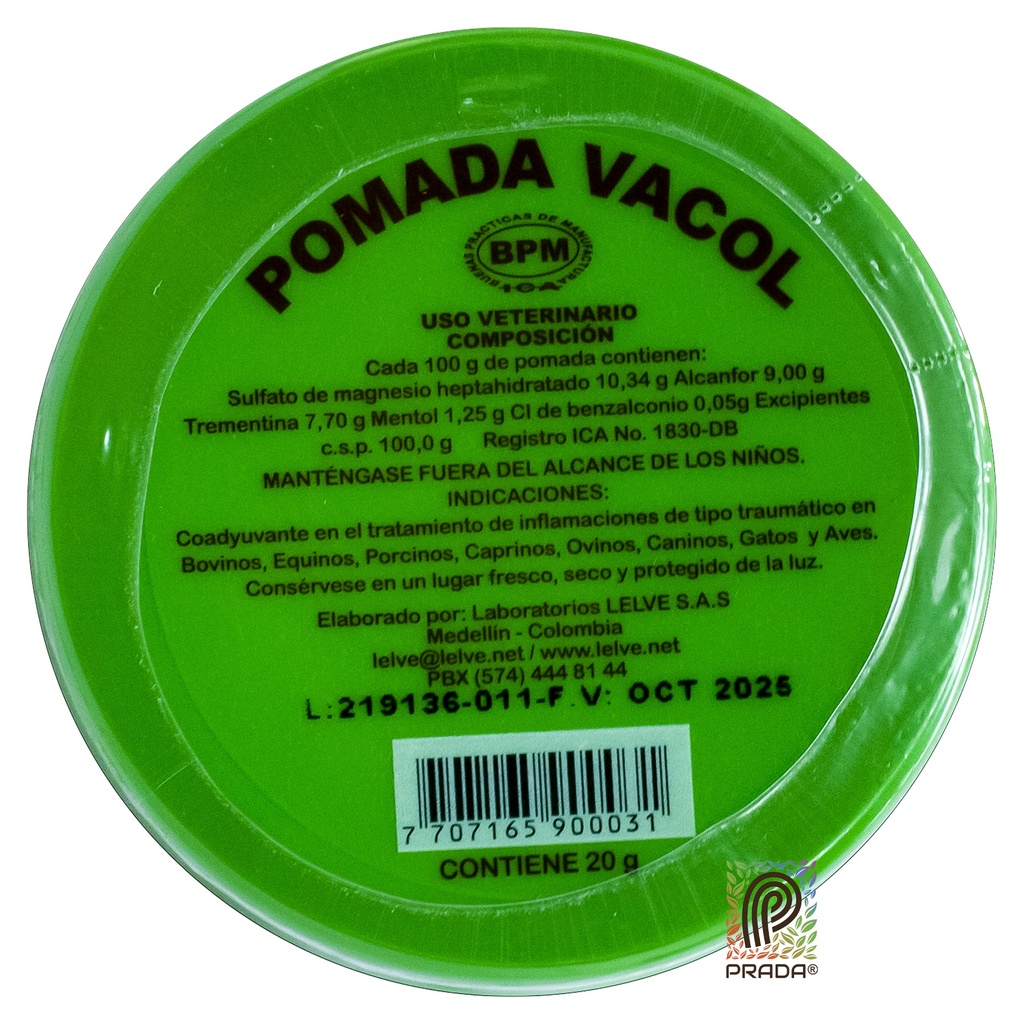 POMADA VACOL
BUENAS PRACTICAS DE MANUFACTURA
BPM
ICA
USO VETERINARIO
COMPOSICIÓN
Cada 100 g de pomada contienen:
Sulfato de magnesio heptahidratado 10,34 g Alcanfor 9,00 g
Trementina 7,70 g Mentol 1,25 g Cl de benzalconio 0,05g Excipientes
c.s.p. 100,0 g Registro ICA No. 1830-DB
MANTÉNGASE FUERA DEL ALCANCE DE LOS NIÑOS.
INDICACIONES:
Coadyuvante en el tratamiento de inflamaciones de tipo traumático en
Bovinos, Equinos, Porcinos, Caprinos, Ovinos, Caninos, Gatos y Aves.
Consérvese en un lugar fresco, seco y protegido de la luz.
Elaborado por: Laboratorios LELVE S.A.S
Medellín - Colombia
lelve@lelve.net / www.lelve.net
PBX (574) 444 81 44
L:219136-011-F.V: OCT 2025
7 707165 900031
CONTIENE 20 g
PRADA®